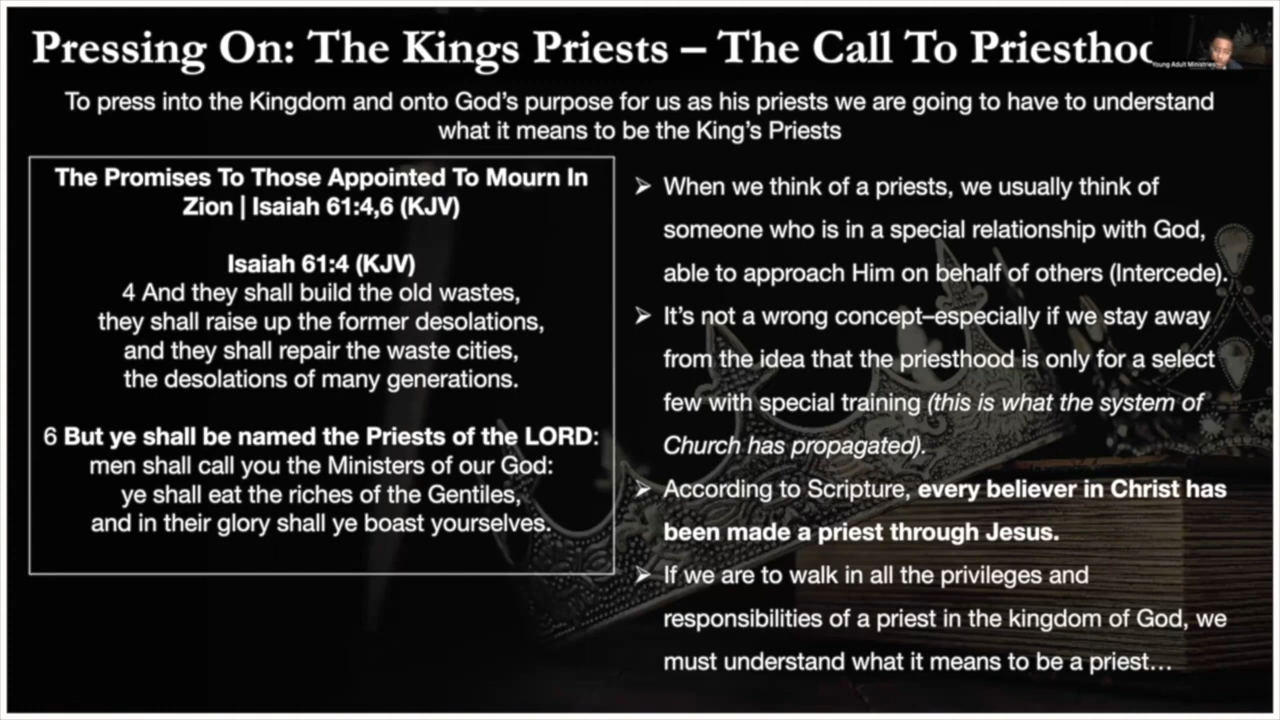 Pressing On: The Kings Priests – The Call To Priesthoo
Young Adult Ministries
To press into the Kingdom and onto God's purpose for us as his priests we are going to have to understand
what it means to be the King's Priests
The Promises To Those Appointed To Mourn In
Zion | Isaiah 61:4,6 (KJV)
Isaiah 61:4 (KJV)
4 And they shall build the old wastes,
they shall raise up the former desolations,
and they shall repair the waste cities,
the desolations of many generations.
6 But ye shall be named the Priests of the LORD:
men shall call you the Ministers of our God:
ye shall eat the riches of the Gentiles,
and in their glory shall ye boast yourselves.
➢ When we think of a priests, we usually think of
someone who is in a special relationship with God,
able to approach Him on behalf of others (Intercede).
➢ It's not a wrong concept–especially if we stay away
from the idea that the priesthood is only for a select
few with special training (this is what the system of
Church has propagated).
➢ According to Scripture, every believer in Christ has
been made a priest through Jesus.
➢ If we are to walk in all the privileges and
responsibilities of a priest in the kingdom of God, we
must understand what it means to be a priest…